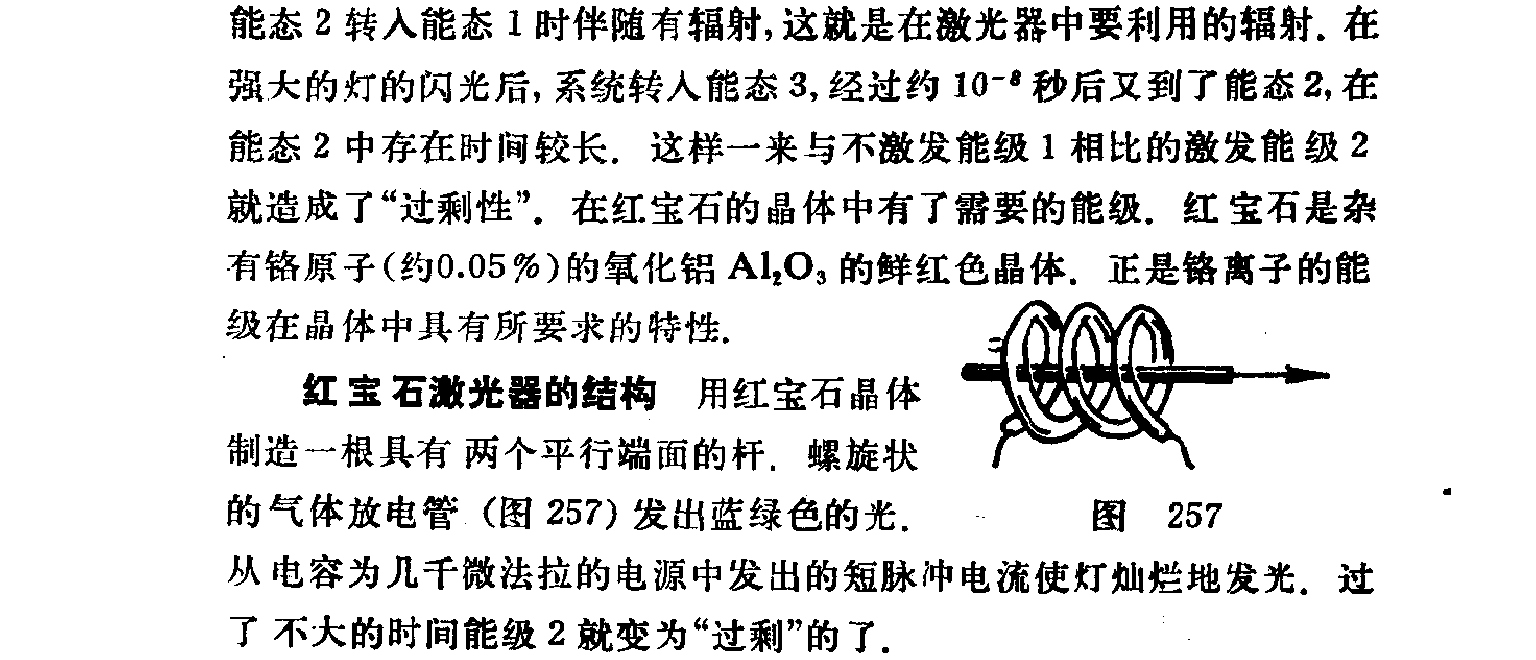 能态 2 转入能态 1 时伴随有辐射, 这就是在激光器中要利用的辐射. 在
强大的灯的闪光后, 系统转入能态 3, 经过约 10⁻⁸ 秒后又到了能态 2, 在
能态 2 中存在时间较长. 这样一来与不激发能级 1 相比的激发能级 2
就造成了“过剩性”. 在红宝石的晶体中有了需要的能级. 红宝石是杂
有铬原子(约0.05%)的氧化铝 Al₂O₃ 的鲜红色晶体. 正是铬离子的能
级在晶体中具有所要求的特性.
红宝石激光器的结构 用红宝石晶体
制造一根具有两个平行端面的杆. 螺旋状
的气体放电管 (图 257) 发出蓝绿色的光.
图 257
从电容为几千微法拉的电源中发出的短脉冲电流使灯灿烂地发光. 过
了不大的时间能级 2 就变为“过剩”的了.